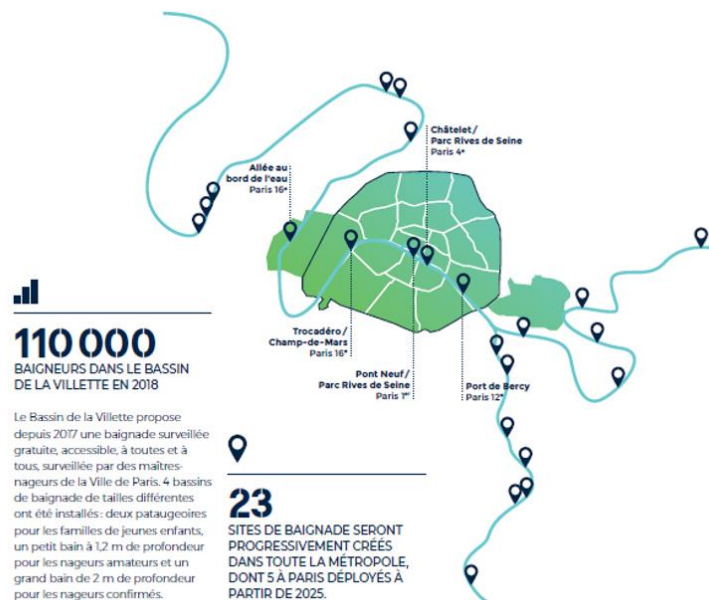 Châtelet /
Parc Rives de Seine
Paris 4e
Allée au
bord de l'eau
Paris 16e
Trocadéro /
Champ-de-Mars
Paris 16e
Pont Neuf /
Parc Rives de Seine
Paris 1er
Port de Bercy
Paris 12e
110 000
BAIGNEURS DANS LE BASSIN
DE LA VILLETTE EN 2018
Le Bassin de la Villette propose
depuis 2017 une baignade surveillée
gratuite, accessible, à toutes et à
tous, surveillée par des maîtres-
nageurs de la Ville de Paris. 4 bassins
de baignade de tailles différentes
ont été installés : deux pataugeoires
pour les familles de jeunes enfants,
un petit bain à 1,2 m de profondeur
pour les nageurs amateurs et un
grand bain de 2 m de profondeur
pour les nageurs confirmés.
23
SITES DE BAIGNADE SERONT
PROGRESSIVEMENT CRÉÉS
DANS TOUTE LA MÉTROPOLE,
DONT 5 À PARIS DÉPLOYÉS À
PARTIR DE 2025.